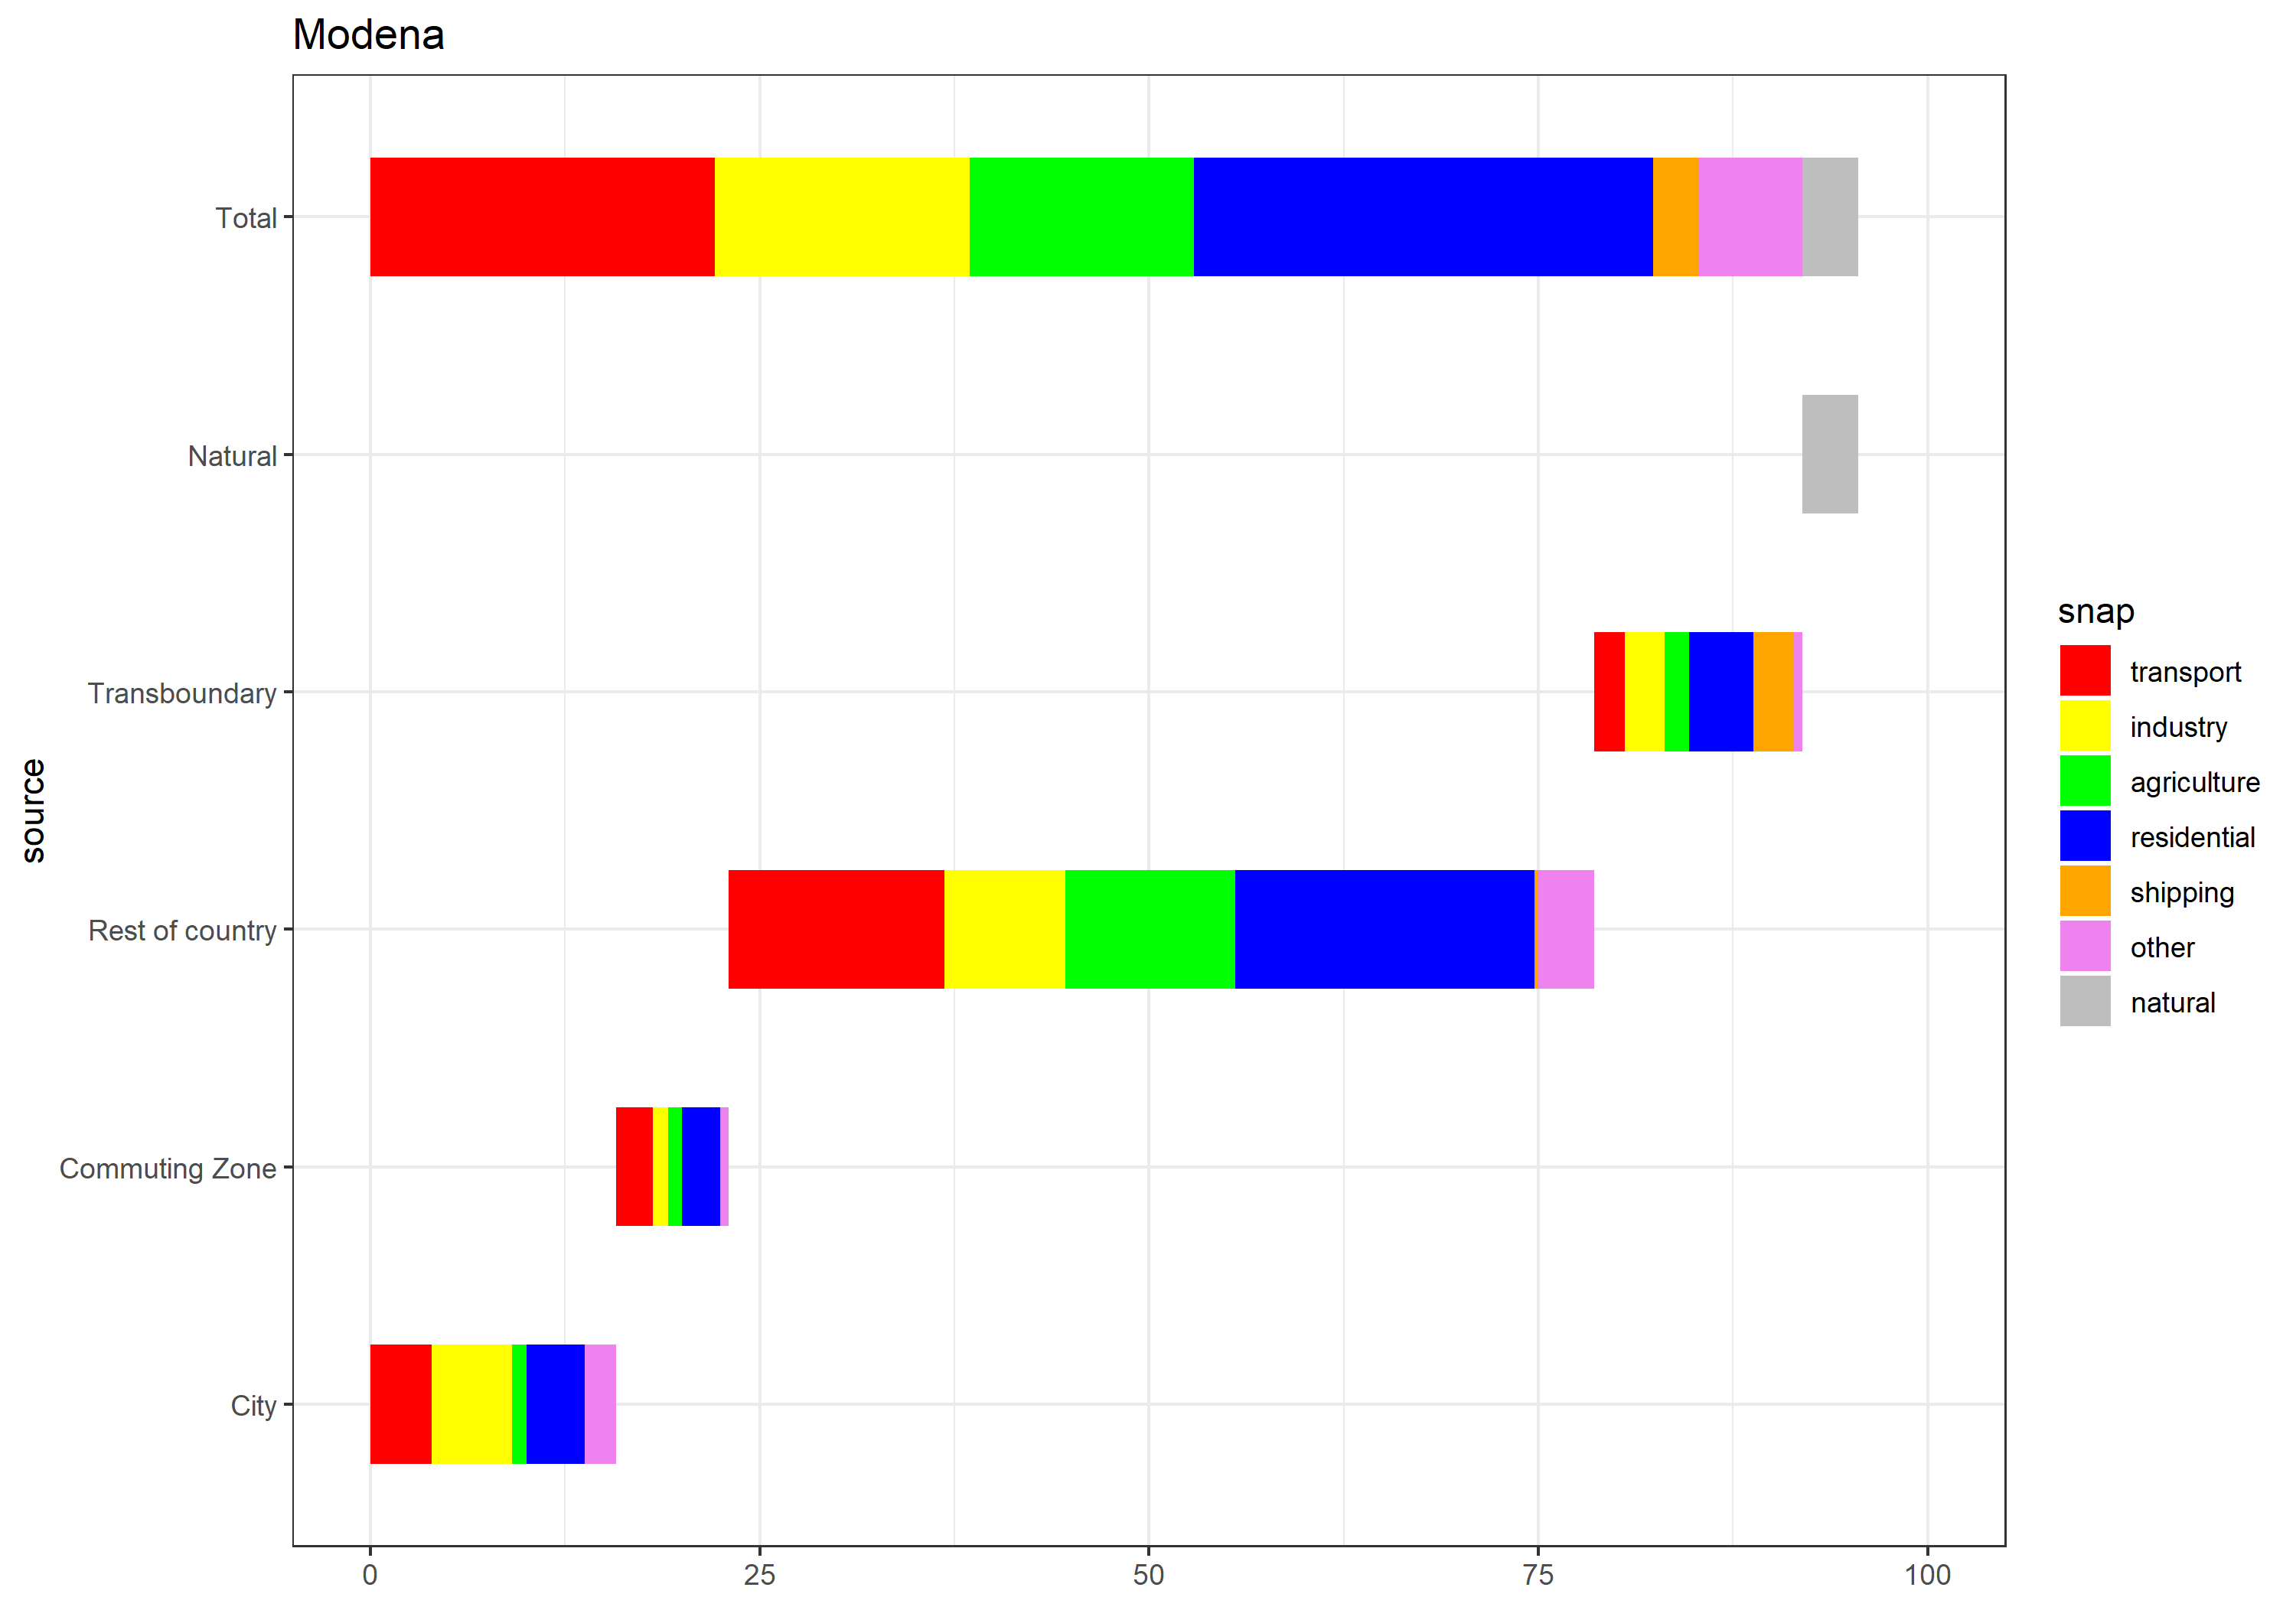 Modena
Total
Natural
Transboundary
Rest of country
Commuting Zone
City
source
0 25 50 75 100
snap
transport
industry
agriculture
residential
shipping
other
natural